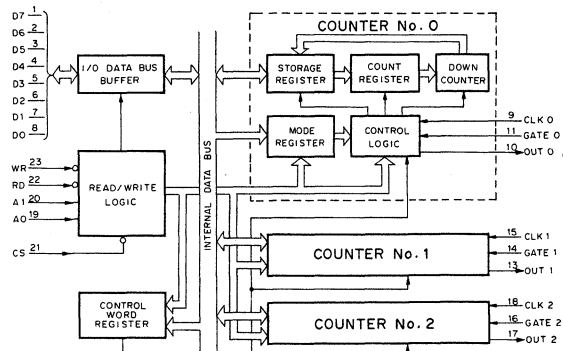 COUNTER No. 0
D7 1
D6 2
D5 3
D4 4
D3 5
D2 6
D1 7
D0 8
I/O DATA BUS
BUFFER
STORAGE
REGISTER
COUNT
REGISTER
DOWN
COUNTER
MODE
REGISTER
CONTROL
LOGIC
9 CLK 0
11 GATE 0
10 OUT 0
INTERNAL DATA BUS
WR 23
RD 22
A1 20
A0 19
CS 21
READ/WRITE
LOGIC
COUNTER No. 1
15 CLK 1
14 GATE 1
13 OUT 1
CONTROL
WORD
REGISTER
COUNTER No. 2
18 CLK 2
16 GATE 2
17 OUT 2